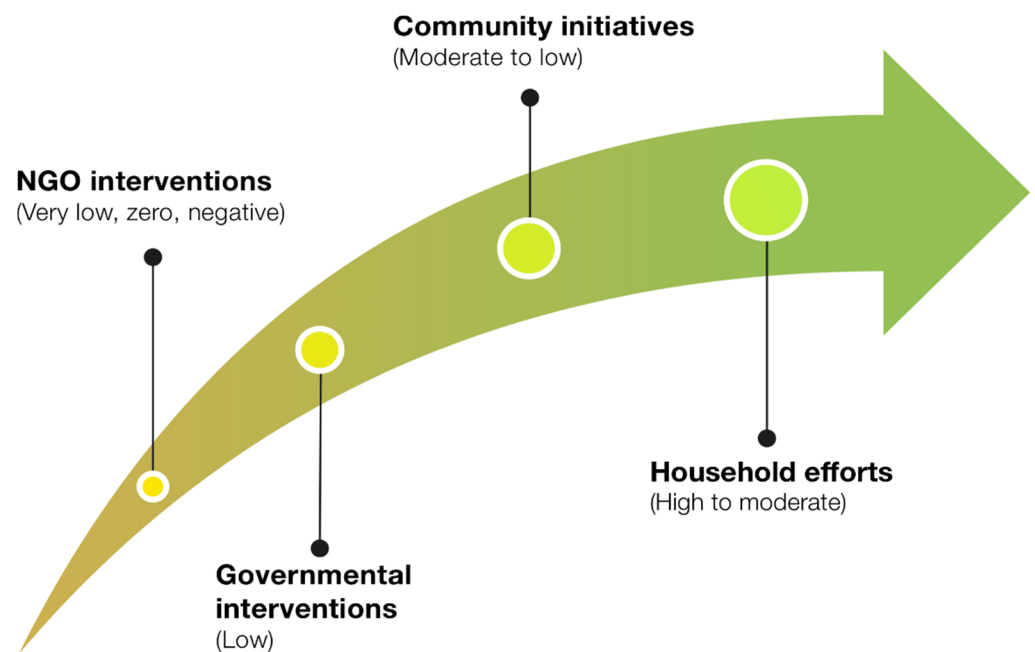 Community initiatives
(Moderate to low)
NGO interventions
(Very low, zero, negative)
Household efforts
(High to moderate)
Governmental
interventions
(Low)